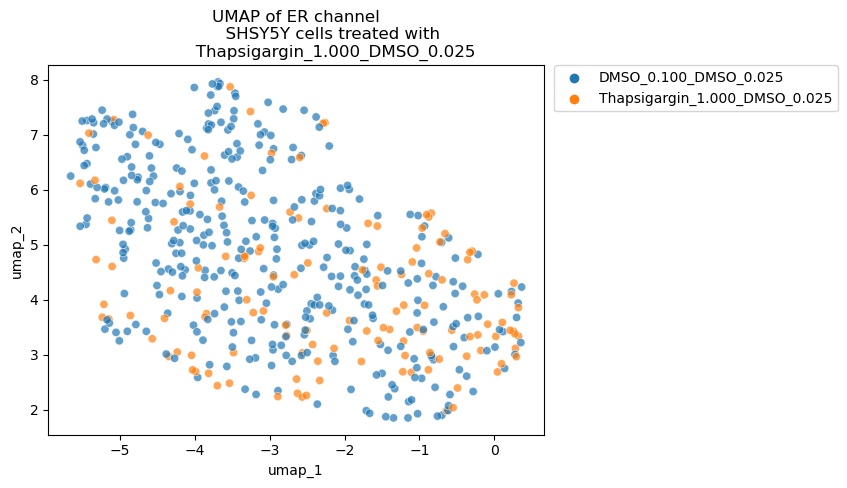 UMAP of ER channel
SHSY5Y cells treated with
Thapsigargin_1.000_DMSO_0.025
DMSO_0.100_DMSO_0.025
Thapsigargin_1.000_DMSO_0.025
8
7
6
5
4
3
2
umap_2
−5
−4
−3
−2
−1
0
umap_1